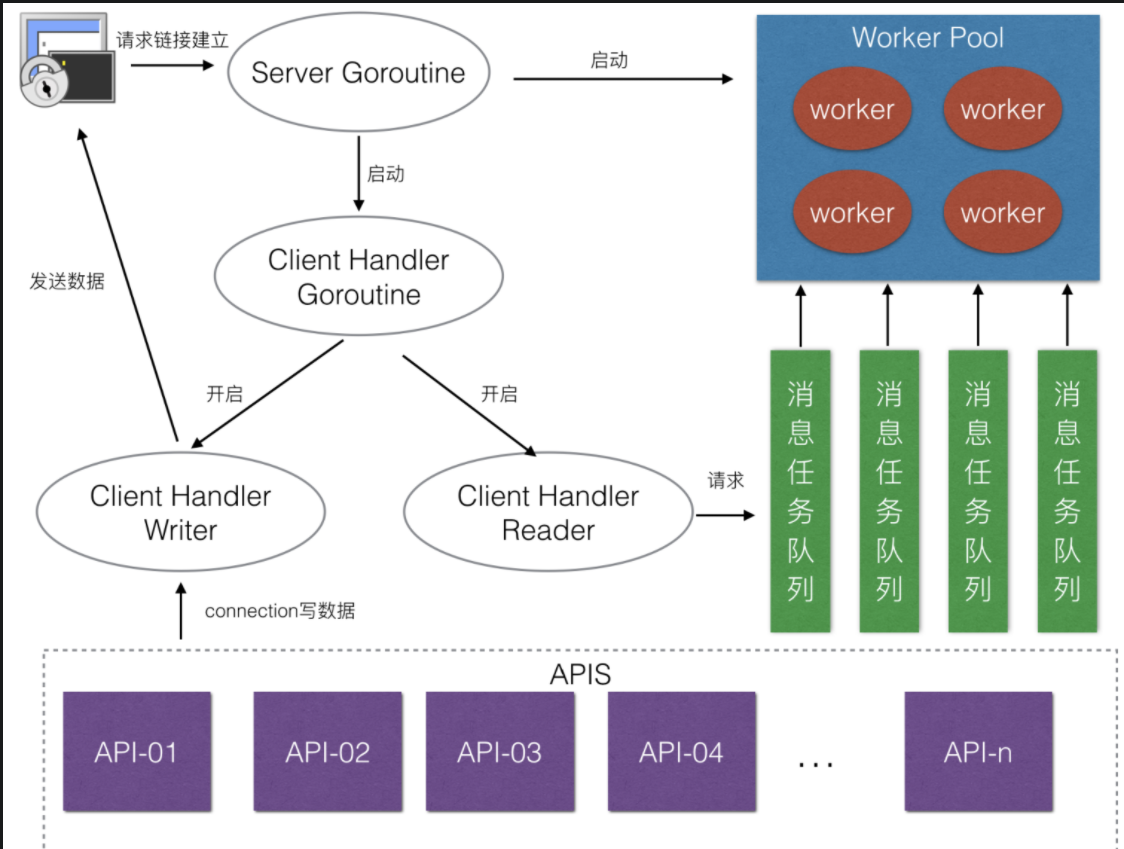 请求链接建立
Server Goroutine
启动
Worker Pool
worker
worker
worker
worker
启动
Client Handler
Goroutine
发送数据
开启
开启
Client Handler
Writer
Client Handler
Reader
请求
消息任务队列
消息任务队列
消息任务队列
消息任务队列
connection写数据
APIS
API-01
API-02
API-03
API-04
...
API-n